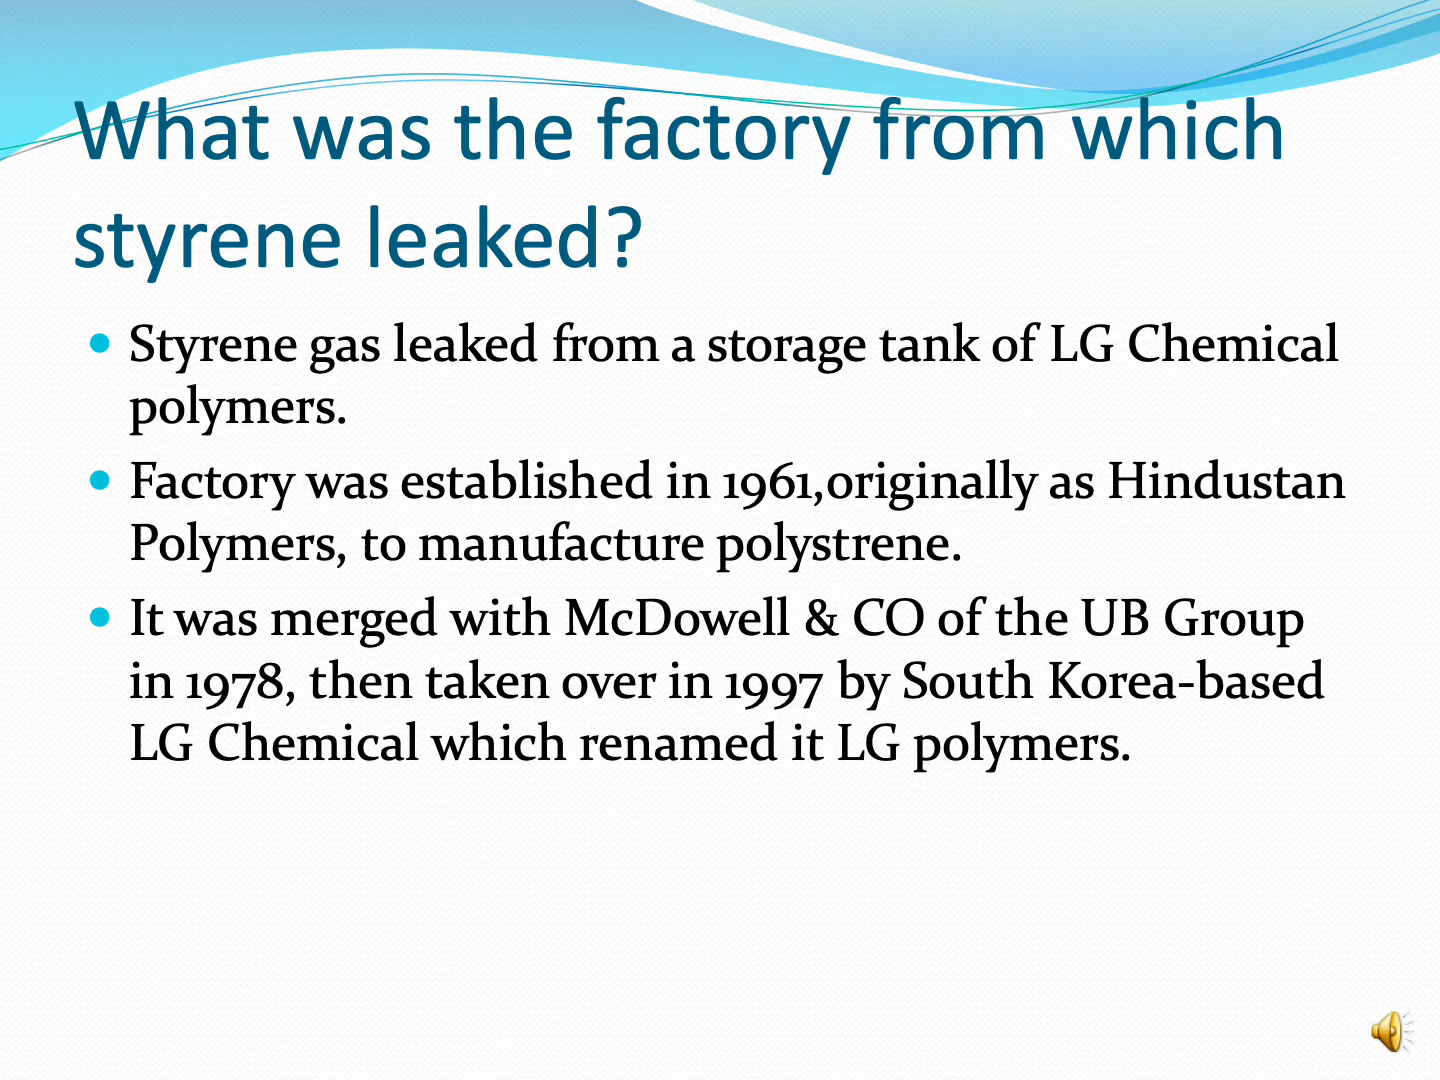 What was the factory from which
styrene leaked?
Styrene gas leaked from a storage tank of LG Chemical
polymers.
Factory was established in 1961,originally as Hindustan
Polymers, to manufacture polystrene.
It was merged with McDowell & CO of the UB Group
in 1978, then taken over in 1997 by South Korea-based
LG Chemical which renamed it LG polymers.